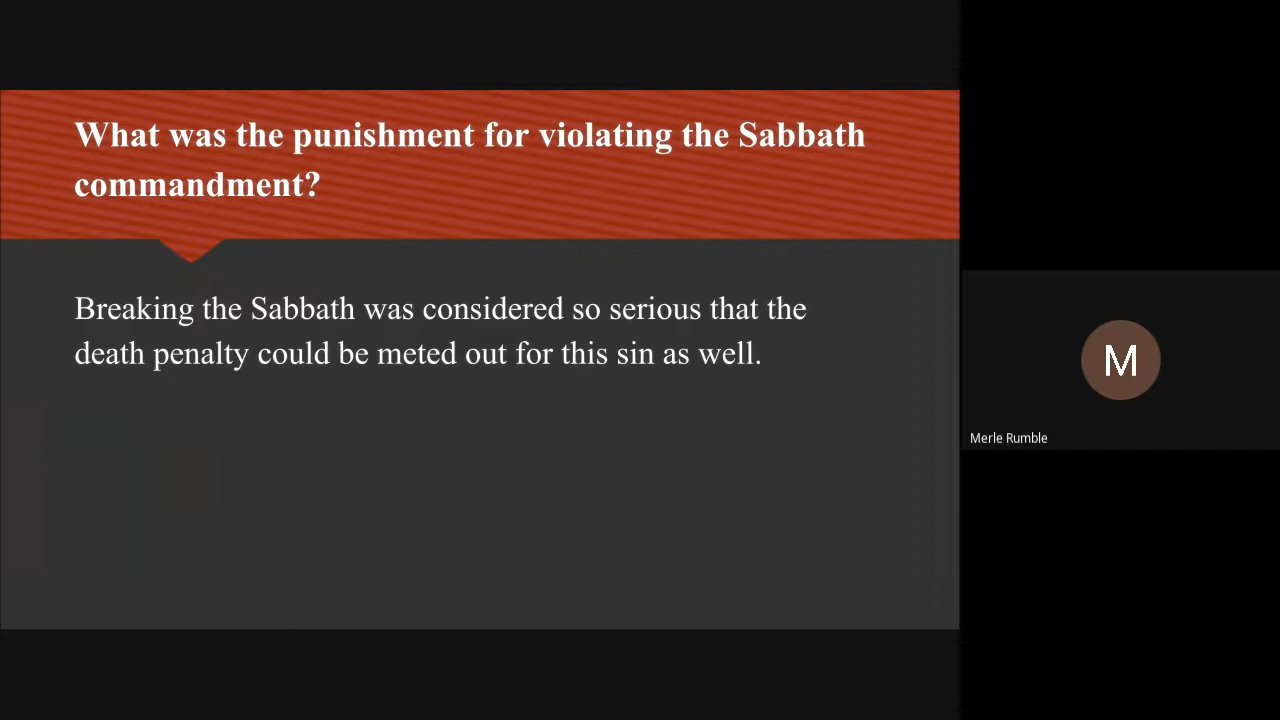 What was the punishment for violating the Sabbath
commandment?
Breaking the Sabbath was considered so serious that the
death penalty could be meted out for this sin as well.
M
Merle Rumble